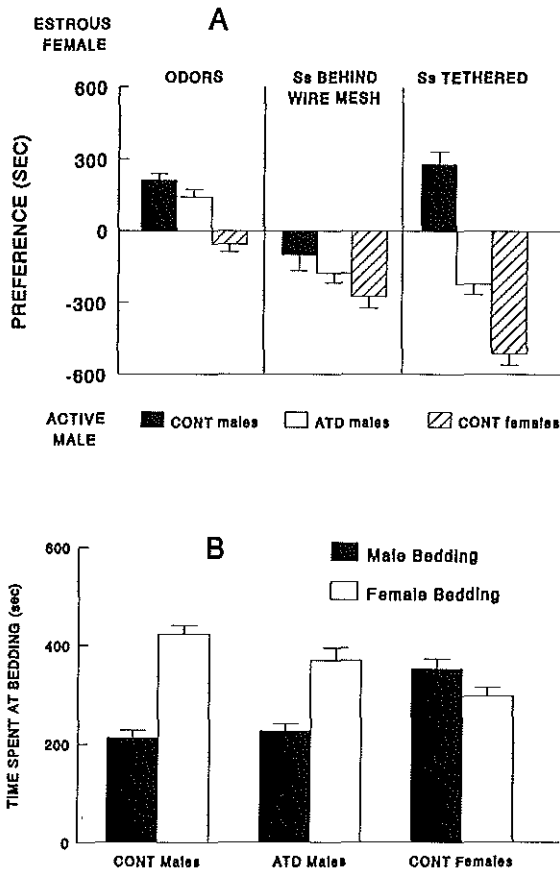 ESTROUS
FEMALE
A
ODORS
Ss BEHIND
WIRE MESH
Ss TETHERED
PREFERENCE (SEC)
600
300
0
-300
-600
ACTIVE
MALE
CONT males
ATD males
CONT females
B
Male Bedding
Female Bedding
TIME SPENT AT BEDDING (sec)
600
400
200
0
CONT Males
ATD Males
CONT Females